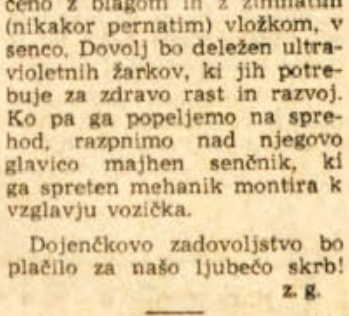 čeno z blagom in z žimnatim
(nikakor pernatim) vložkom, v
senco. Dovolj bo deležen ultra-
violetnih žarkov, ki jih potre-
buje za zdravo rast in razvoj.
Ko pa ga popeljemo na spre-
hod, razpnimo nad njegovo
glavico majhen senčnik, ki
ga spreten mehanik montira k
vzglavju vozička.
Dojenčkovo zadovoljstvo bo
plačilo za našo ljubečo skrb!
z. g.